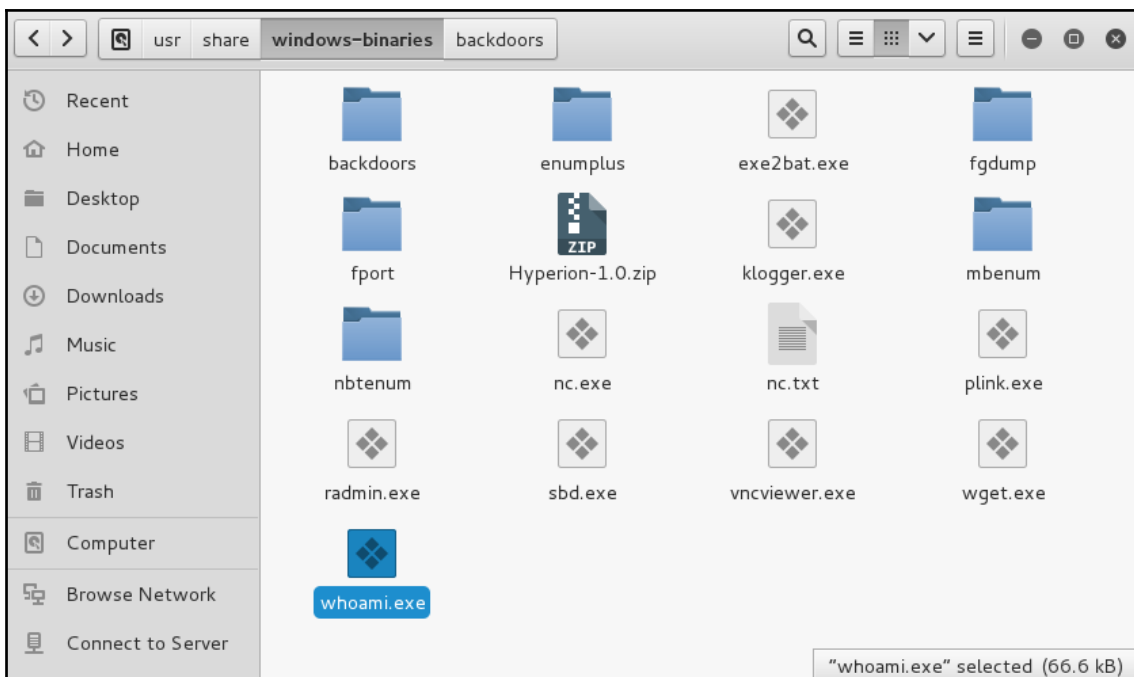 usr share windows-binaries backdoors
Recent
Home
Desktop
Documents
Downloads
Music
Pictures
Videos
Trash
Computer
Browse Network
Connect to Server
backdoors enumplus exe2bat.exe fgdump
ZIP
fport Hyperion-1.0.zip klogger.exe mbenum
nbtenum nc.exe nc.txt plink.exe
radmin.exe sbd.exe vncviewer.exe wget.exe
whoami.exe
"whoami.exe" selected (66.6 kB)